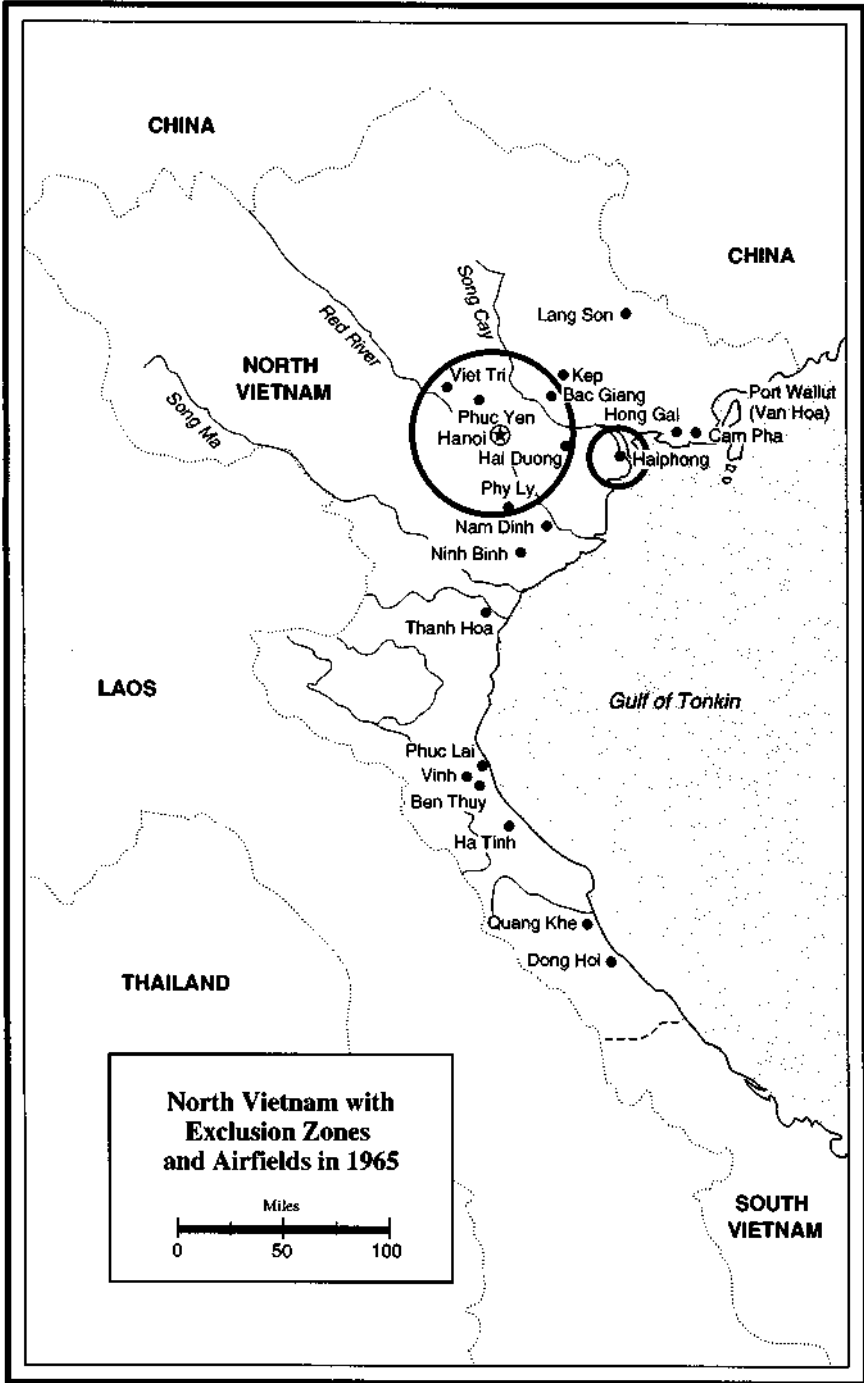 CHINA
CHINA
Song Cay
Lang Son
Red River
NORTH
VIETNAM
Viet Tri
Kep
Bac Giang
Port Wallut
(Van Hoa)
Song Ma
Phuc Yen
Hong Gai
Cam Pha
Hanoi
Hai Duong
Haiphong
Phy Ly
Nam Dinh
Ninh Binh
Thanh Hoa
LAOS
Gulf of Tonkin
Phuc Lai
Vinh
Ben Thuy
Ha Tinh
Quang Khe
Dong Hoi
THAILAND
North Vietnam with
Exclusion Zones
and Airfields in 1965
Miles
0 50 100
SOUTH
VIETNAM